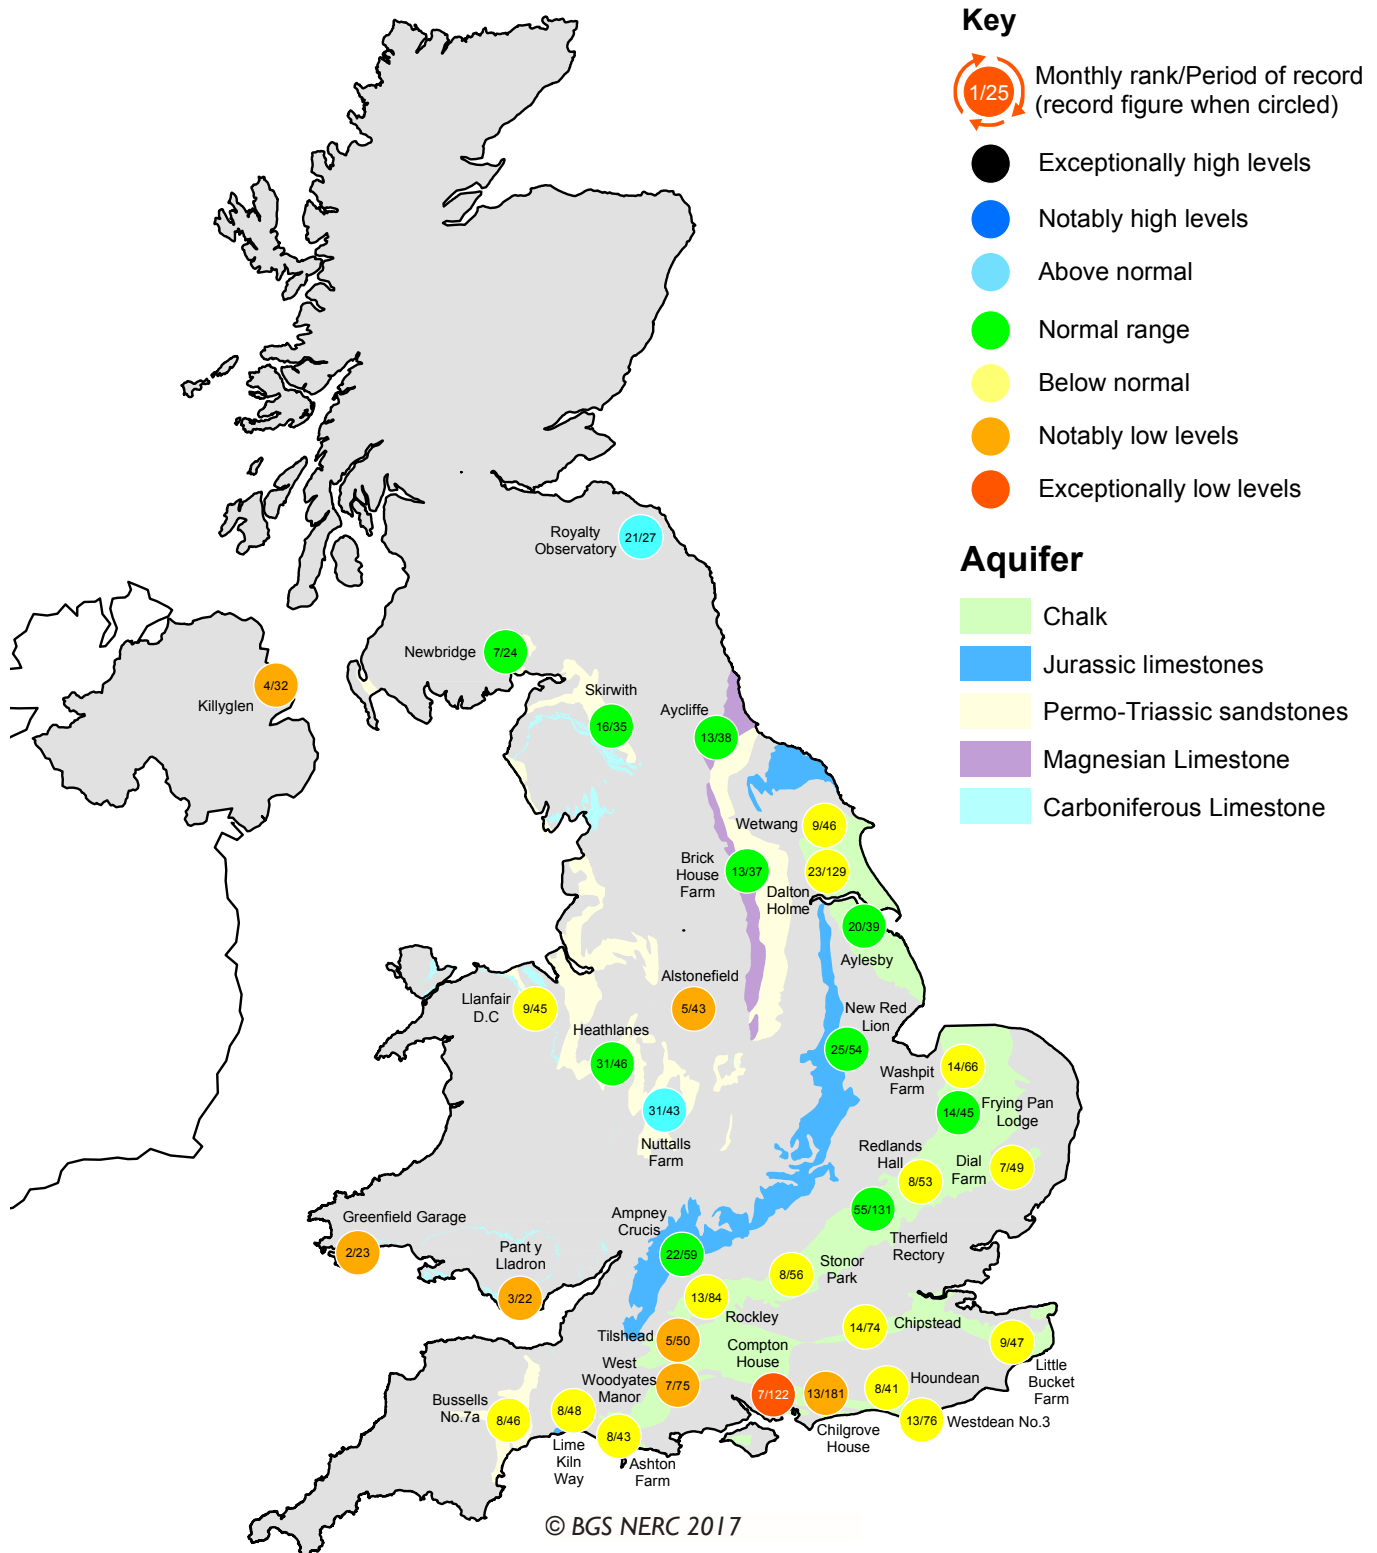 Key
1/25
Monthly rank/Period of record
(record figure when circled)
Exceptionally high levels
Notably high levels
Above normal
Normal range
Below normal
Notably low levels
Exceptionally low levels
Aquifer
Chalk
Jurassic limestones
Permo-Triassic sandstones
Magnesian Limestone
Carboniferous Limestone
Royalty
Observatory
21/27
Newbridge
7/24
Killyglen
4/32
Skirwith
16/35
Aycliffe
13/38
Wetwang
9/46
Brick
House
Farm
13/37
Dalton
Holme
23/129
20/39
Aylesby
Alstonefield
5/43
Llanfair
D.C
9/45
Heathlanes
31/46
New Red
Lion
25/54
Washpit
Farm
14/66
31/43
Nuttalls
Farm
14/45
Frying Pan
Lodge
Redlands
Hall
8/53
Dial
Farm
7/49
55/131
Therfield
Rectory
Greenfield Garage
2/23
Pant y
Lladron
3/22
Ampney
Crucis
22/59
8/56
Stonor
Park
13/84
Rockley
14/74
Chipstead
Tilshead
5/50
Compton
House
7/122
9/47
Little
Bucket
Farm
West
Woodyates
Manor
7/75
13/181
Chilgrove
House
8/41
Houndean
13/76
Westdean No.3
Bussells
No.7a
8/46
8/48
Lime
Kiln
Way
8/43
Ashton
Farm
© BGS NERC 2017